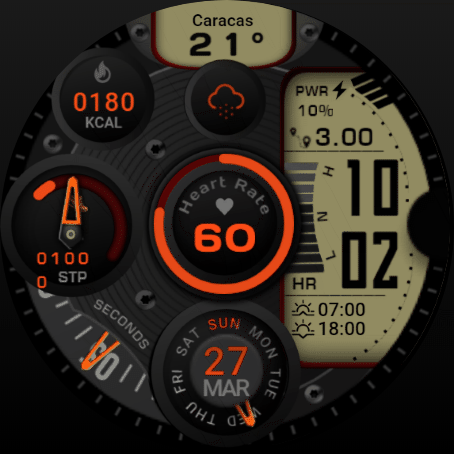 Caracas
21°
0180
KCAL
PWR
10%
3.00
Heart Rate
60
H
N
L
HR
10
02
0100
0
STP
07:00
18:00
SECONDS
SUN MON TUE WED THU FRI SAT
27
MAR